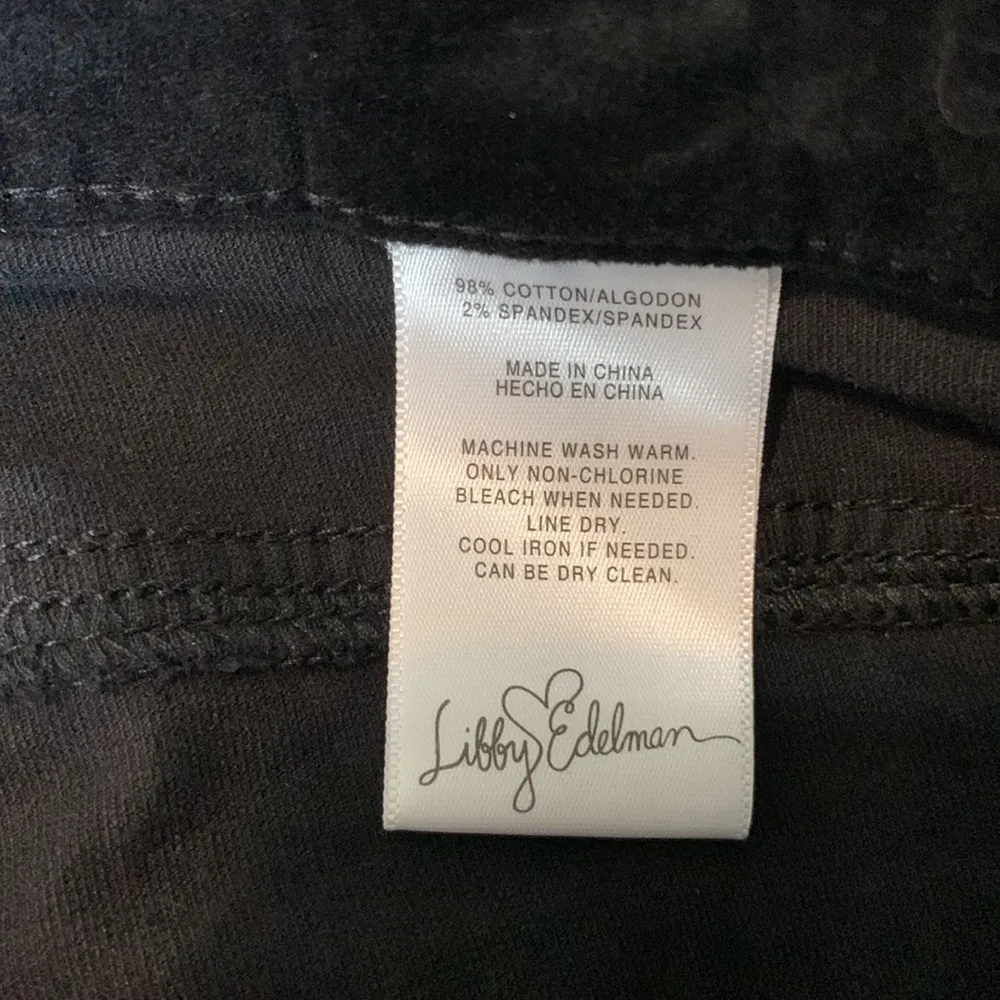 98% COTTON/ALGODON
2% SPANDEX/SPANDEX
MADE IN CHINA
HECHO EN CHINA
MACHINE WASH WARM.
ONLY NON-CHLORINE
BLEACH WHEN NEEDED.
LINE DRY.
COOL IRON IF NEEDED.
CAN BE DRY CLEAN.
Libby Edelman